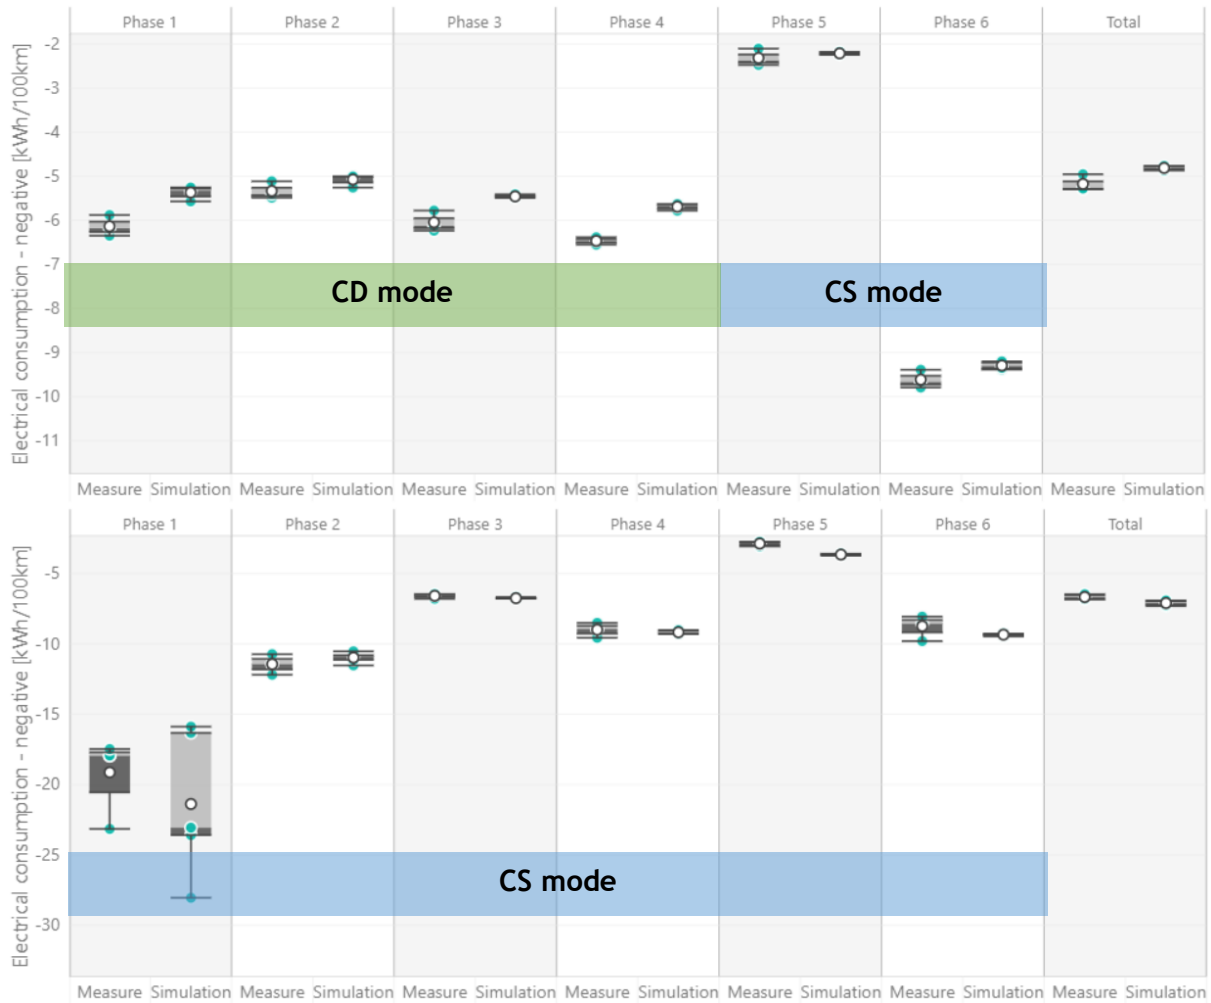 Phase 1 Phase 2 Phase 3 Phase 4 Phase 5 Phase 6 Total
Electrical consumption - negative [kWh/100km]
-2
-3
-4
-5
-6
-7
-8
-9
-10
-11
CD mode CS mode
Measure Simulation Measure Simulation Measure Simulation Measure Simulation Measure Simulation Measure Simulation Measure Simulation
Phase 1 Phase 2 Phase 3 Phase 4 Phase 5 Phase 6 Total
Electrical consumption - negative [kWh/100km]
-5
-10
-15
-20
-25
-30
CS mode
Measure Simulation Measure Simulation Measure Simulation Measure Simulation Measure Simulation Measure Simulation Measure Simulation